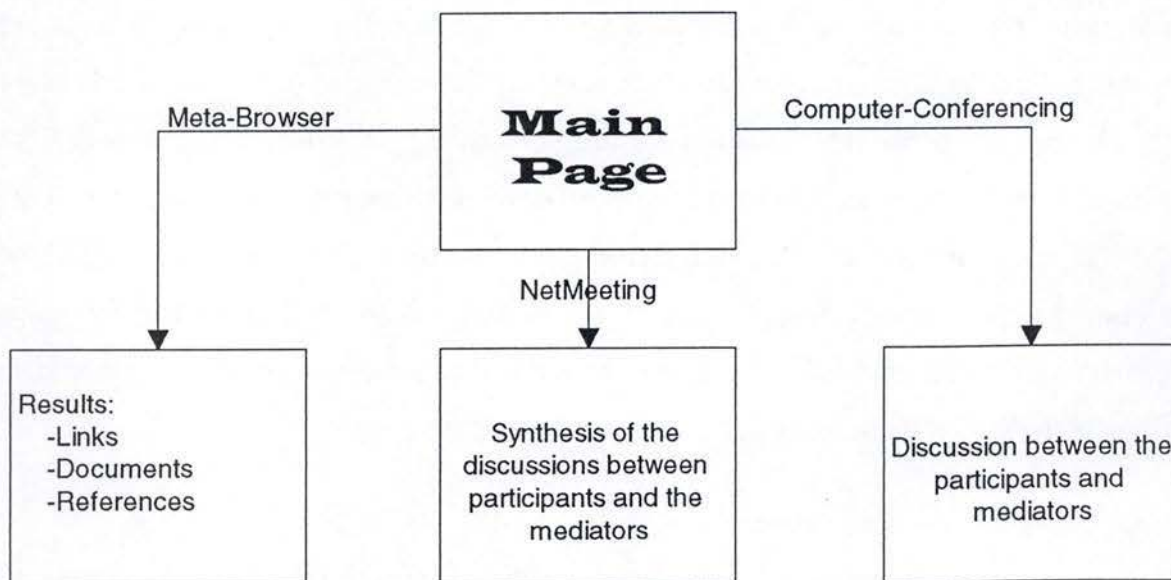 Main
Page
Meta-Browser
Computer-Conferencing
NetMeeting
Results:
-Links
-Documents
-References
Synthesis of the
discussions between
participants and the
mediators
Discussion between the
participants and
mediators